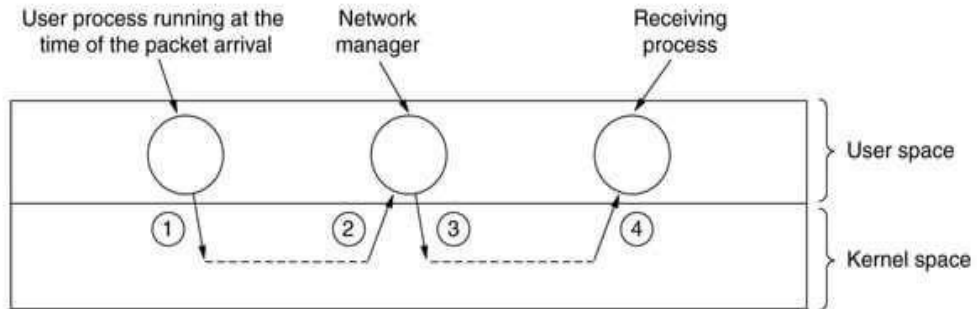 User process running at the
time of the packet arrival
Network
manager
Receiving
process
User space
1
2
3
4
Kernel space